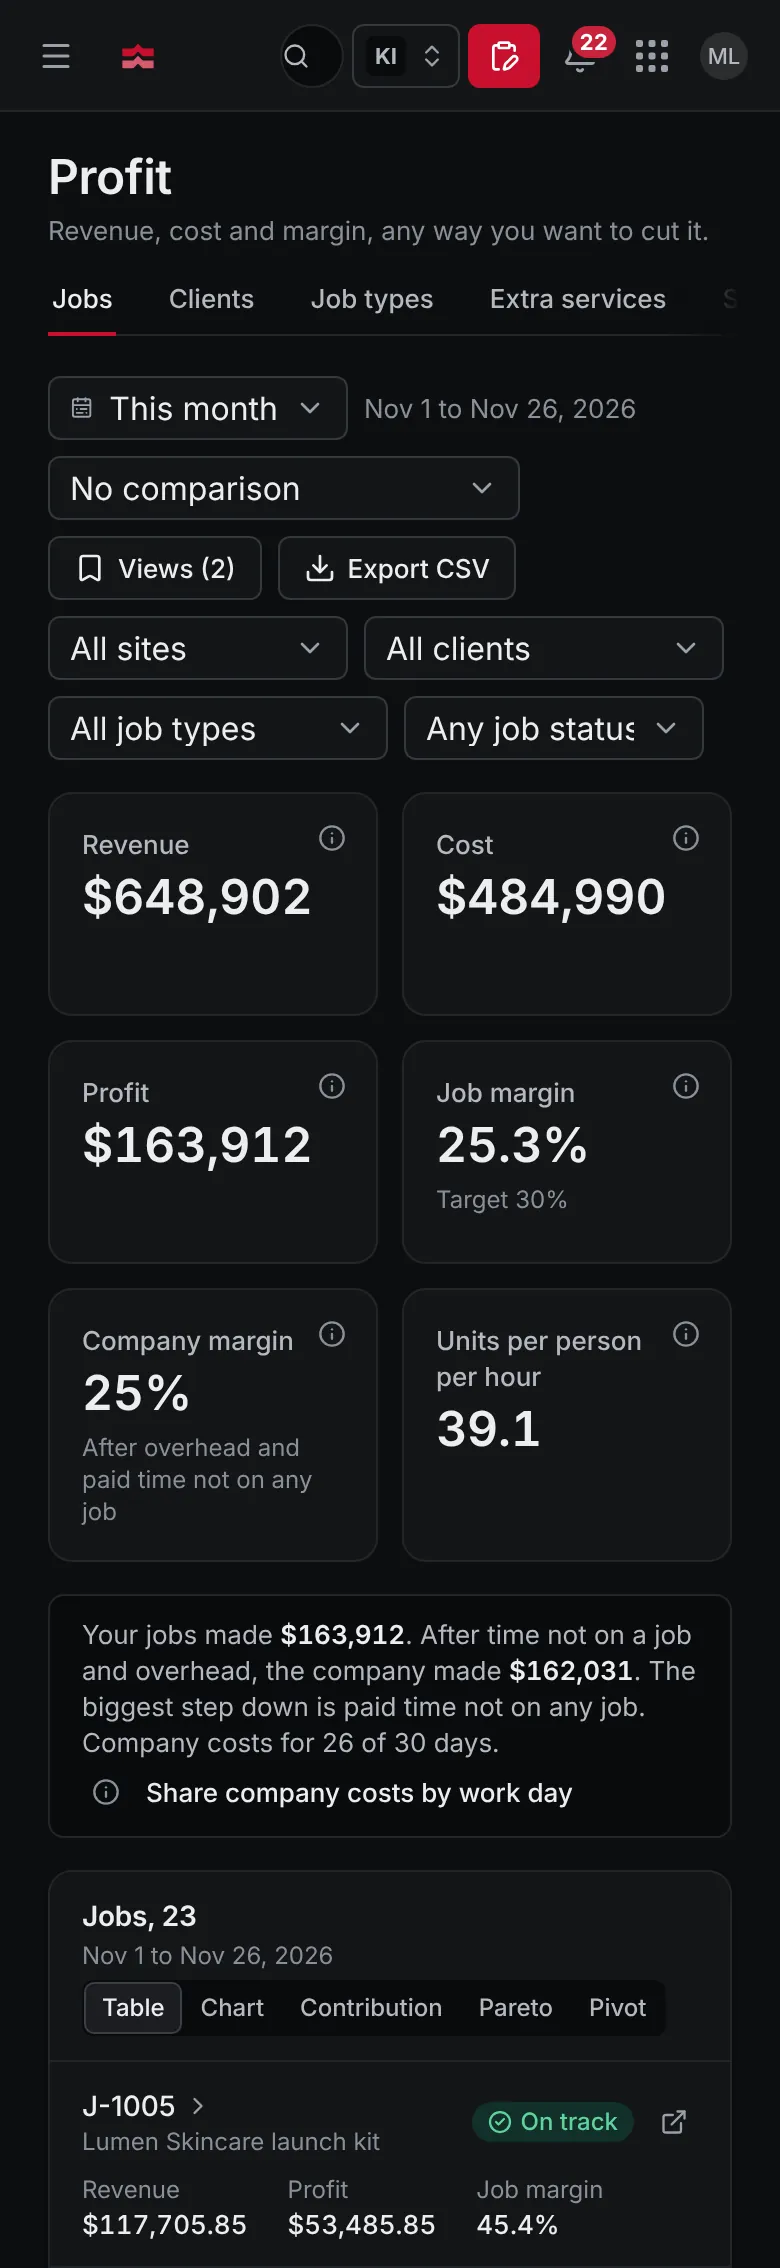 KI
22
ML
Profit
Revenue, cost and margin, any way you want to cut it.
Jobs Clients Job types Extra services S
This month Nov 1 to Nov 26, 2026
No comparison
Views (2) Export CSV
All sites All clients
All job types Any job status
Revenue Cost
$648,902 $484,990
Profit Job margin
$163,912 25.3%
Target 30%
Company margin
25%
After overhead and
paid time not on any
job
Units per person
per hour
39.1
Your jobs made $163,912. After time not on a job
and overhead, the company made $162,031. The
biggest step down is paid time not on any job.
Company costs for 26 of 30 days.
Share company costs by work day
Jobs, 23
Nov 1 to Nov 26, 2026
Table Chart Contribution Pareto Pivot
J-1005 On track
Lumen Skincare launch kit
Revenue Profit Job margin
$117,705.85 $53,485.85 45.4%